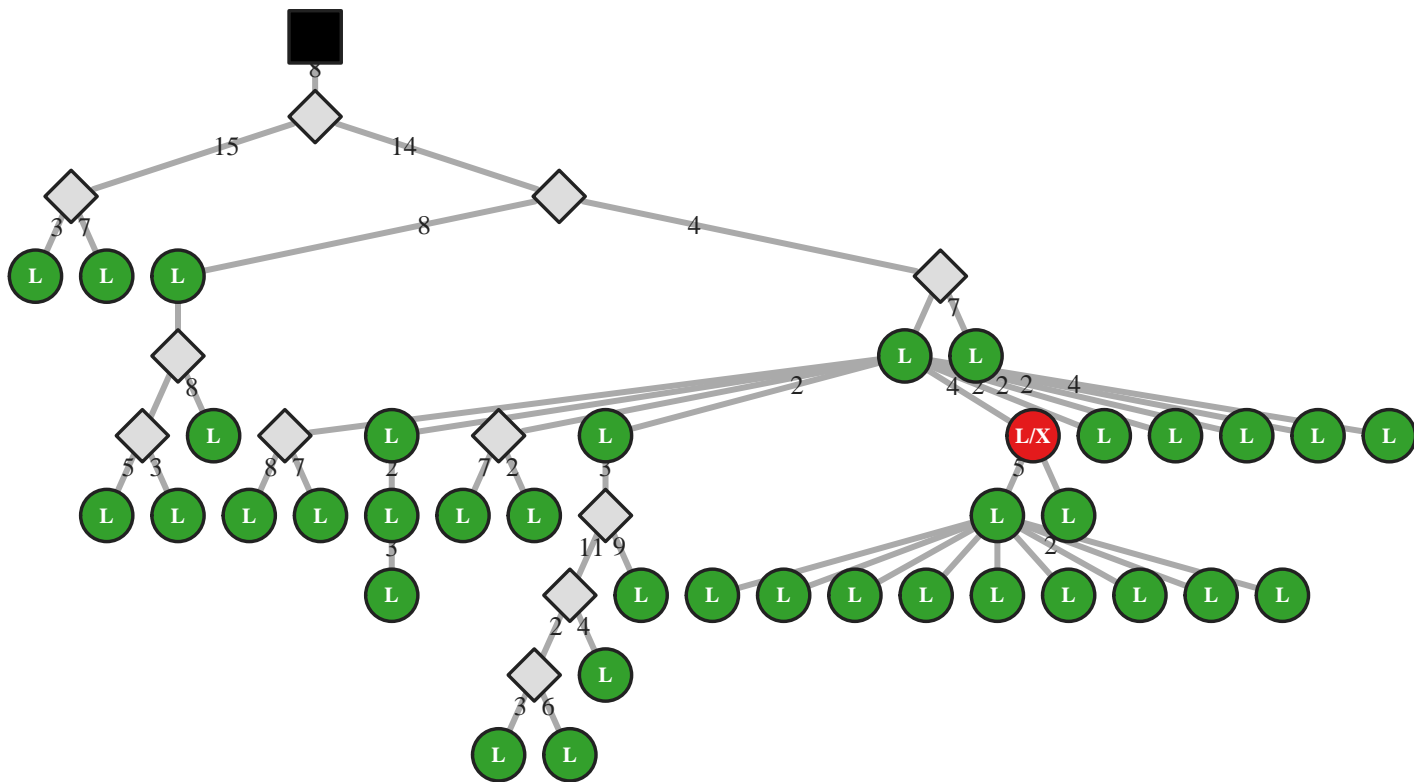 8
15 14
3 7 8 4
L L L
7
L L
8 2 4 2 2 2 4
L L L L/X L L L L L
5 3 8 7 2 7 2 3 5
L L L L L L L L L
3 11 9 2
L L L L L L L L L L L
2 4
L
3 6
L L